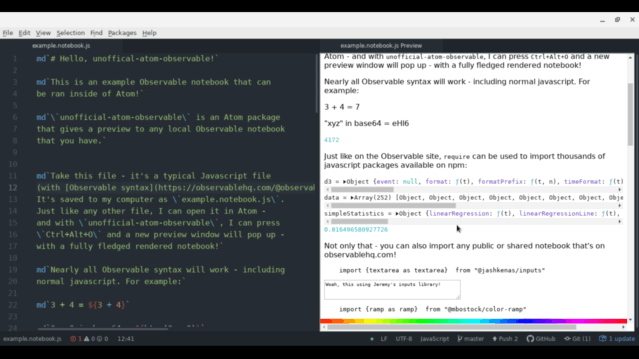 File Edit View Selection Find Packages Help
example.notebook.js
example.notebook.js Preview
1 md`# Hello, unoffical-atom-observable!`
2
3 md`This is an example Observable notebook that can
4 be ran inside of Atom!`
5
6 md`\`unofficial-atom-observable\` is an Atom package
7 that gives a preview to any local Observable notebook
8 that you have.`
9
10
11 md`Take this file - it's a typical Javascript file
12 (with [Observable syntax](https://observablehq.com/@observal
13 It's saved to my computer as \`example.notebook.js\`.
14 Just like any other file, I can open it in Atom -
15 and with \`unofficial-atom-observable\`, I can press
16 \`Ctrl+Alt+O\` and a new preview window will pop up -
17 with a fully fledged rendered notebook!`
18
19 md`Nearly all Observable syntax will work - including
20 normal javascript. For example:`
21
22 md`3 + 4 = ${3 + 4}`
23
24
Atom - and with unofficial-atom-observable, I can press Ctrl+Alt+O and a new
preview window will pop up - with a fully fledged rendered notebook!
Nearly all Observable syntax will work - including normal javascript. For
example:
3 + 4 = 7
"xyz" in base64 = eHl6
4172
Just like on the Observable site, require can be used to import thousands of
javascript packages available on npm:
d3 = ▶Object {event: null, format: ƒ(t), formatPrefix: ƒ(t, n), timeFormat: ƒ(t)
data = ▶Array(252) [Object, Object, Object, Object, Object, Object, Object, Obj
simpleStatistics = ▶Object {linearRegression: ƒ(t), linearRegressionLine: ƒ(t),
Not only that - you can also import any public or shared notebook that's on
observablehq.com!
import {textarea as textarea} from "@jashkenas/inputs"
Woah, this using Jeremy's inputs library!
import {ramp as ramp} from "@mbostock/color-ramp"
1 0 0 12:41
LF UTF-8 JavaScript master Push 2 GitHub Git (1) 1 update